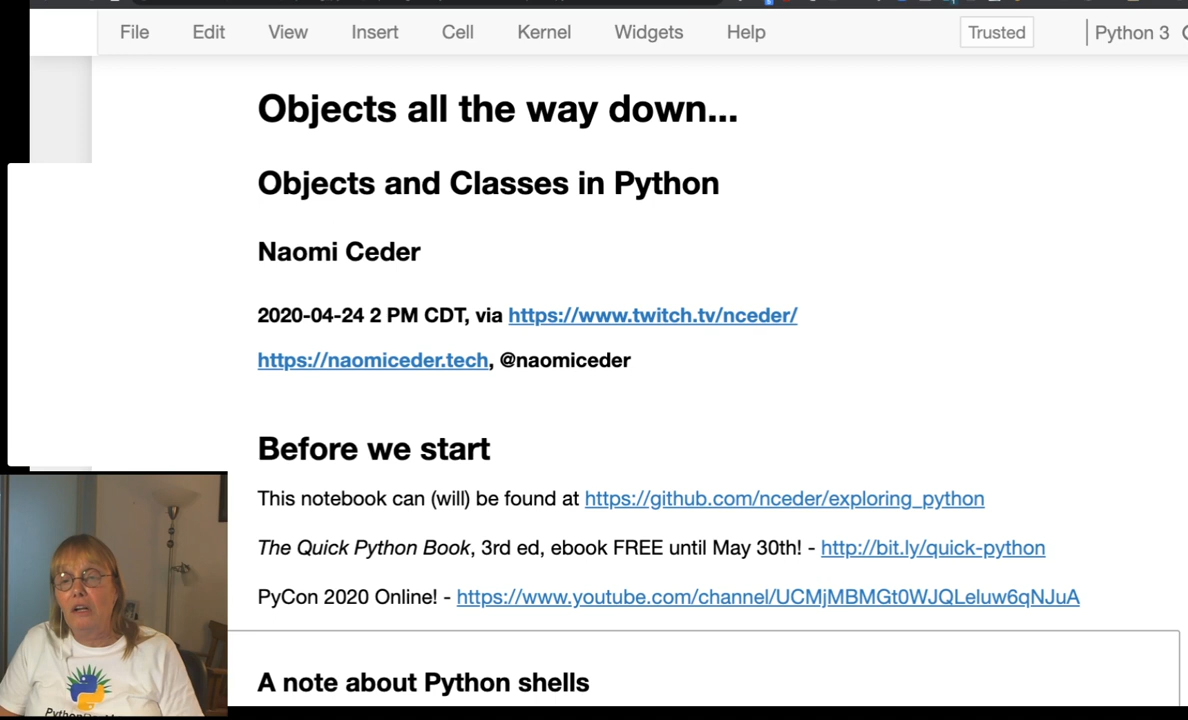 File Edit View Insert Cell Kernel Widgets Help Trusted Python 3
Objects all the way down...
Objects and Classes in Python
Naomi Ceder
2020-04-24 2 PM CDT, via https://www.twitch.tv/nceder/
https://naomiceder.tech, @naomiceder
Before we start
This notebook can (will) be found at https://github.com/nceder/exploring_python
The Quick Python Book, 3rd ed, ebook FREE until May 30th! - http://bit.ly/quick-python
PyCon 2020 Online! - https://www.youtube.com/channel/UCMjMBMGt0WJQLeluw6qNJuA
A note about Python shells